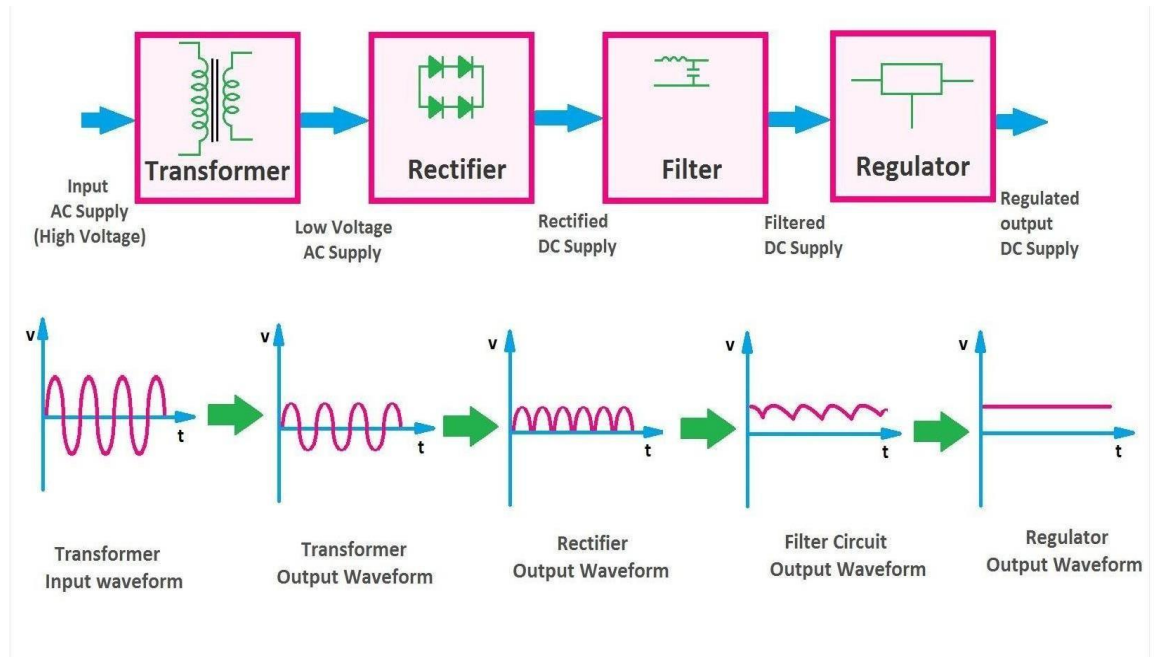 Transformer
Rectifier
Filter
Regulator
Input
AC Supply
(High Voltage)
Low Voltage
AC Supply
Rectified
DC Supply
Filtered
DC Supply
Regulated
output
DC Supply
v
t
v
t
v
t
v
t
v
t
Transformer
Input waveform
Transformer
Output Waveform
Rectifier
Output Waveform
Filter Circuit
Output Waveform
Regulator
Output Waveform